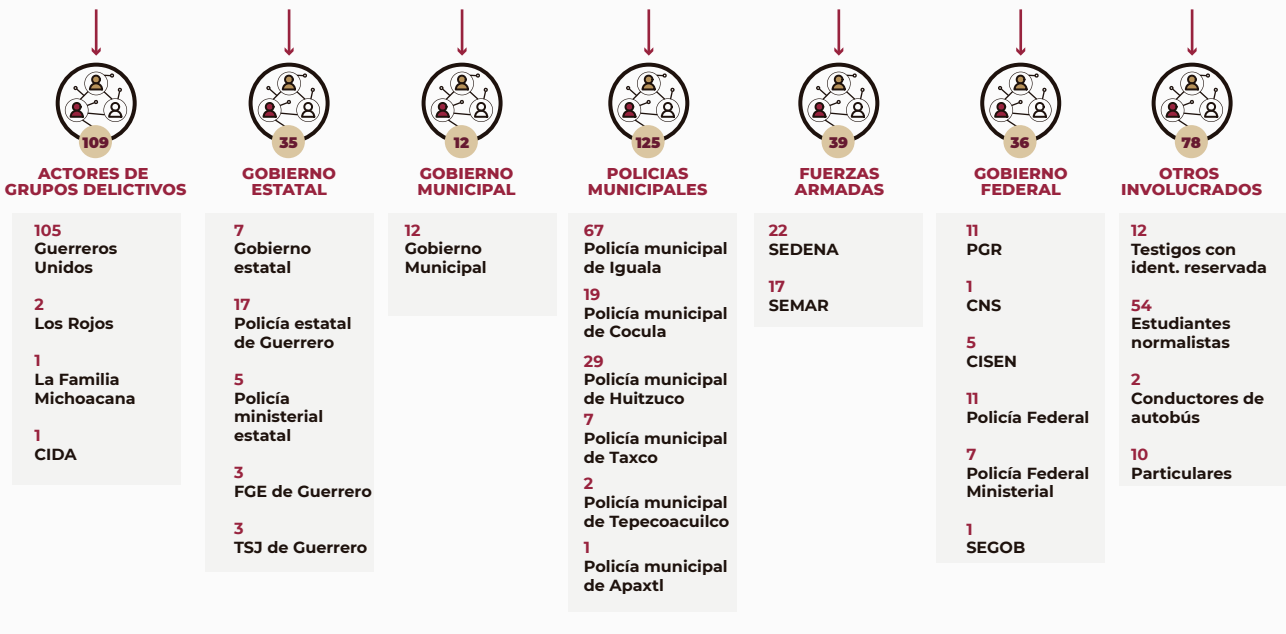 109
ACTORES DE
GRUPOS DELICTIVOS
105
Guerreros
Unidos
2
Los Rojos
1
La Familia
Michoacana
1
CIDA
35
GOBIERNO
ESTATAL
7
Gobierno
estatal
17
Policía estatal
de Guerrero
5
Policía
ministerial
estatal
3
FGE de Guerrero
3
TSJ de Guerrero
12
GOBIERNO
MUNICIPAL
12
Gobierno
Municipal
125
POLICIAS
MUNICIPALES
67
Policía municipal
de Iguala
19
Policía municipal
de Cocula
29
Policía municipal
de Huitzuco
7
Policía municipal
de Taxco
2
Policía municipal
de Tepecoacuilco
1
Policía municipal
de Apaxtl
39
FUERZAS
ARMADAS
22
SEDENA
17
SEMAR
36
GOBIERNO
FEDERAL
11
PGR
1
CNS
5
CISEN
11
Policía Federal
7
Policía Federal
Ministerial
1
SEGOB
78
OTROS
INVOLUCRADOS
12
Testigos con
ident. reservada
54
Estudiantes
normalistas
2
Conductores de
autobús
10
Particulares